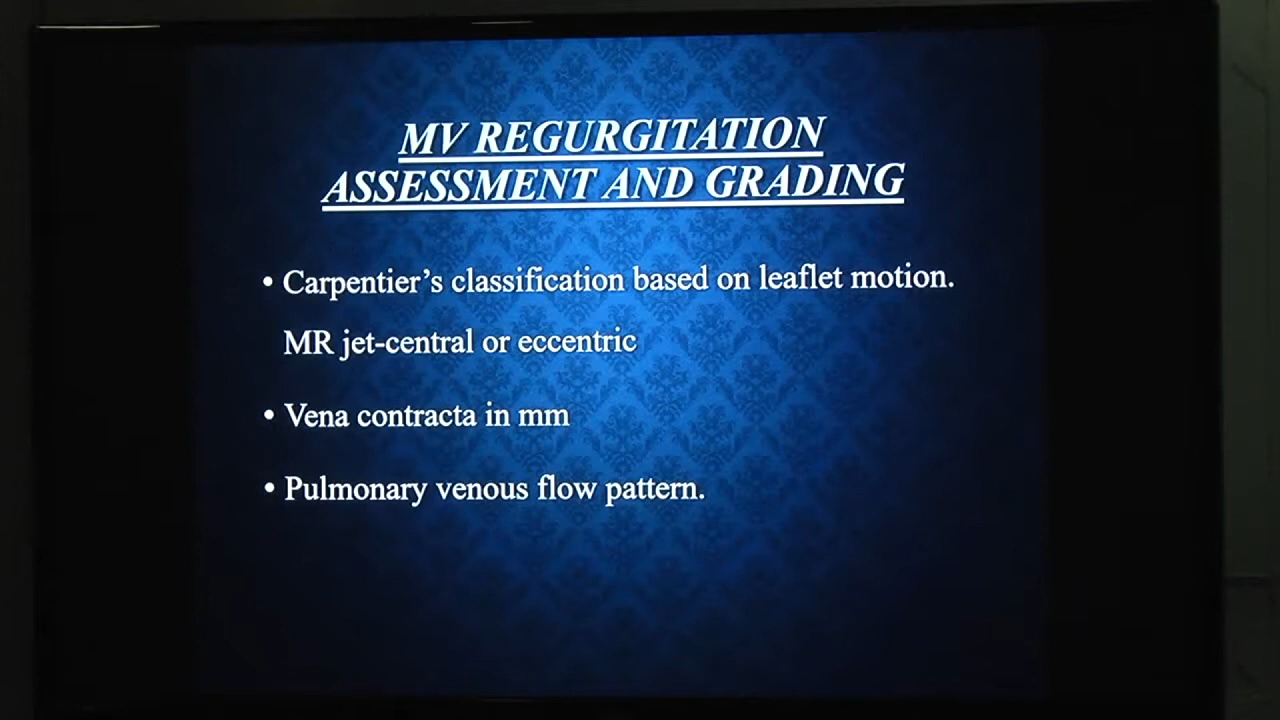 MV REGURGITATION
ASSESSMENT AND GRADING
• Carpentier’s classification based on leaflet motion.
MR jet-central or eccentric
• Vena contracta in mm
• Pulmonary venous flow pattern.